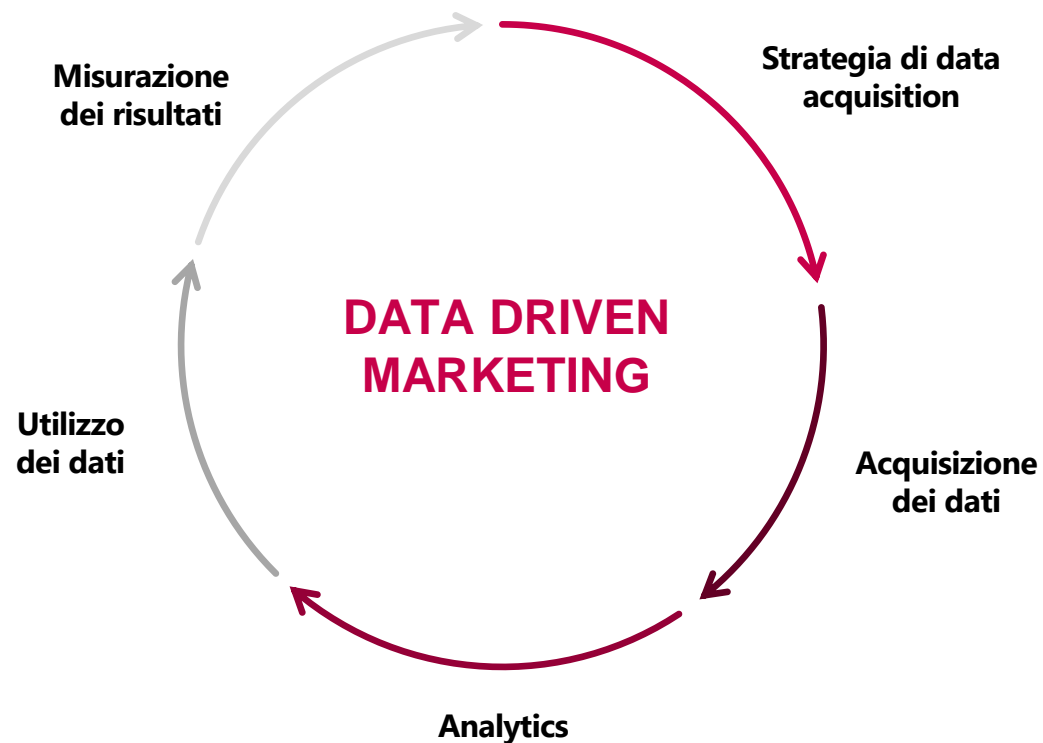 Misurazione
dei risultati
Strategia di data
acquisition
DATA DRIVEN
MARKETING
Utilizzo
dei dati
Acquisizione
dei dati
Analytics